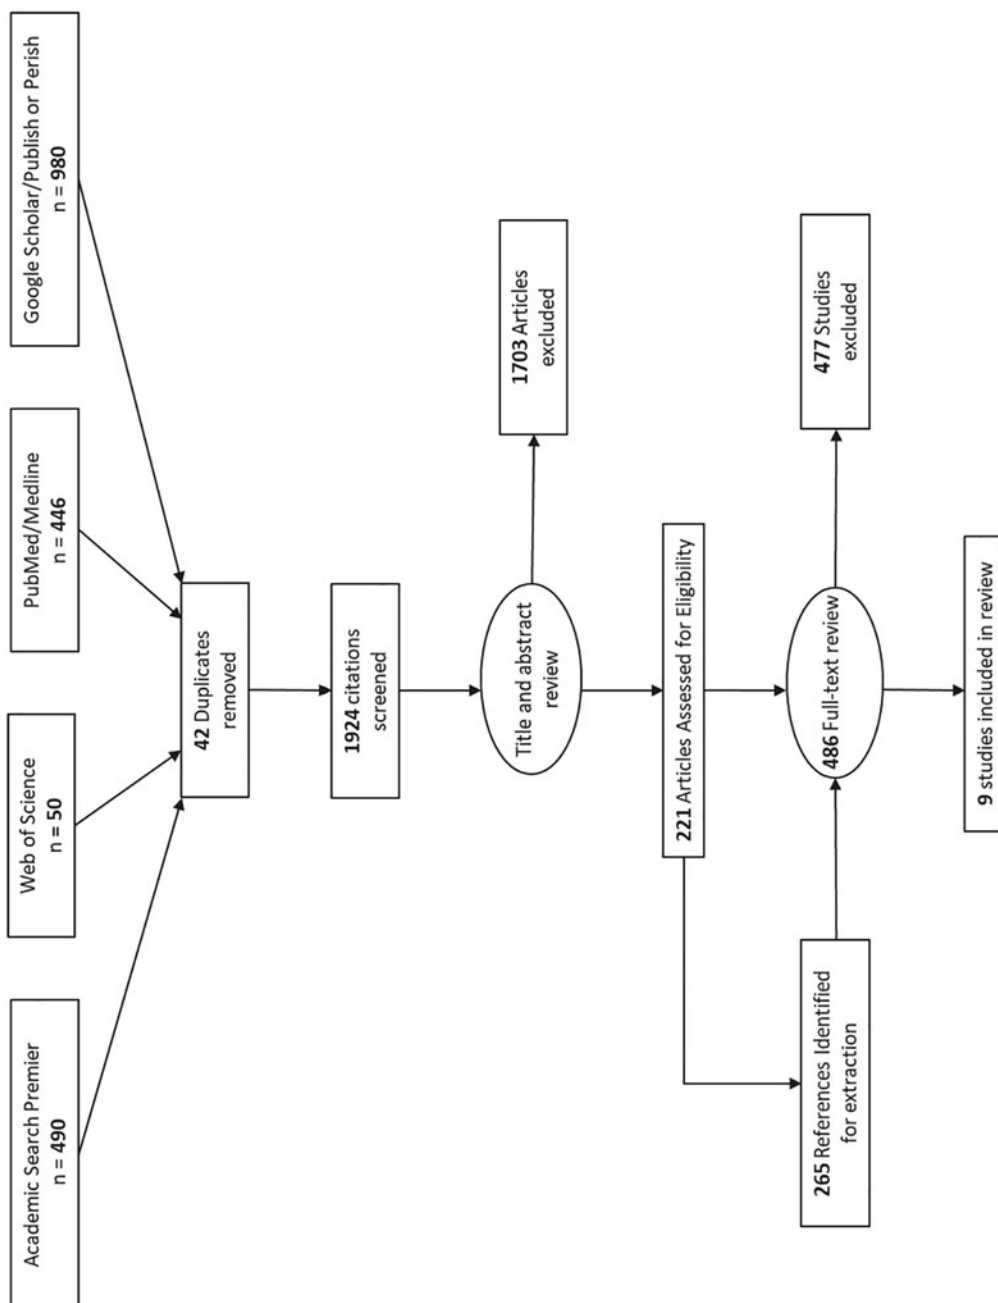 Academic Search Premier
n = 490
Web of Science
n = 50
PubMed/Medline
n = 446
Google Scholar/Publish or Perish
n = 980
42 Duplicates
removed
1924 citations
screened
Title and abstract
review
1703 Articles
excluded
221 Articles Assessed for Eligibility
265 References Identified
for extraction
486 Full-text review
477 Studies
excluded
9 studies included in review